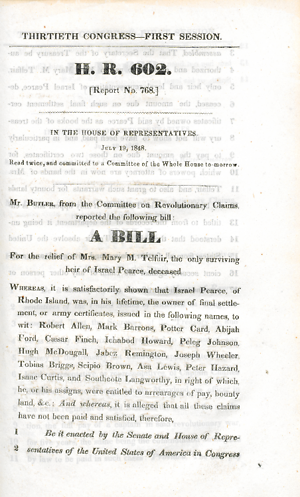 THIRTIETH CONGRESS—FIRST SESSION.
H. R. 602.
[Report No. 768.]
IN THE HOUSE OF REPRESENTATIVES.
July 19, 1848.
Read twice, and committed to a Committee of the Whole House to-morrow.
Mr. Butler, from the Committee on Revolutionary Claims
reported the following bill:
A BILL
For the relief of Mrs. Mary M. Telfair, the only surviving
heir of Israel Pearce, deceased
Whereas, it is satisfactorily shown that Israel Pearce, of
Rhode Island, was, in his lifetime, the owner of final settle-
ment, or army certificates, issued in the following names, to
wit: Robert Allen, Mark Barrons, Potter Card, Abijah
Ford, Cæsar Finch, Ichabod Howard, Peleg Johnson,
Hugh McDougall, Jabez Remington, Joseph Wheeler,
Tobias Briggs, Scipio Brown, Asa Lewis, Peter Hazard,
Isaac Curtis, and Southcote Langworthy, in right of which,
he, or his assigns, were entitled to arrearages of pay, bounty
land, &c.: And whereas, it is alleged that all these claims
have not been paid and satisfied, therefore,
1 Be it enacted by the Senate and House of Repre-
2 sentatives of the United States of America in Congress